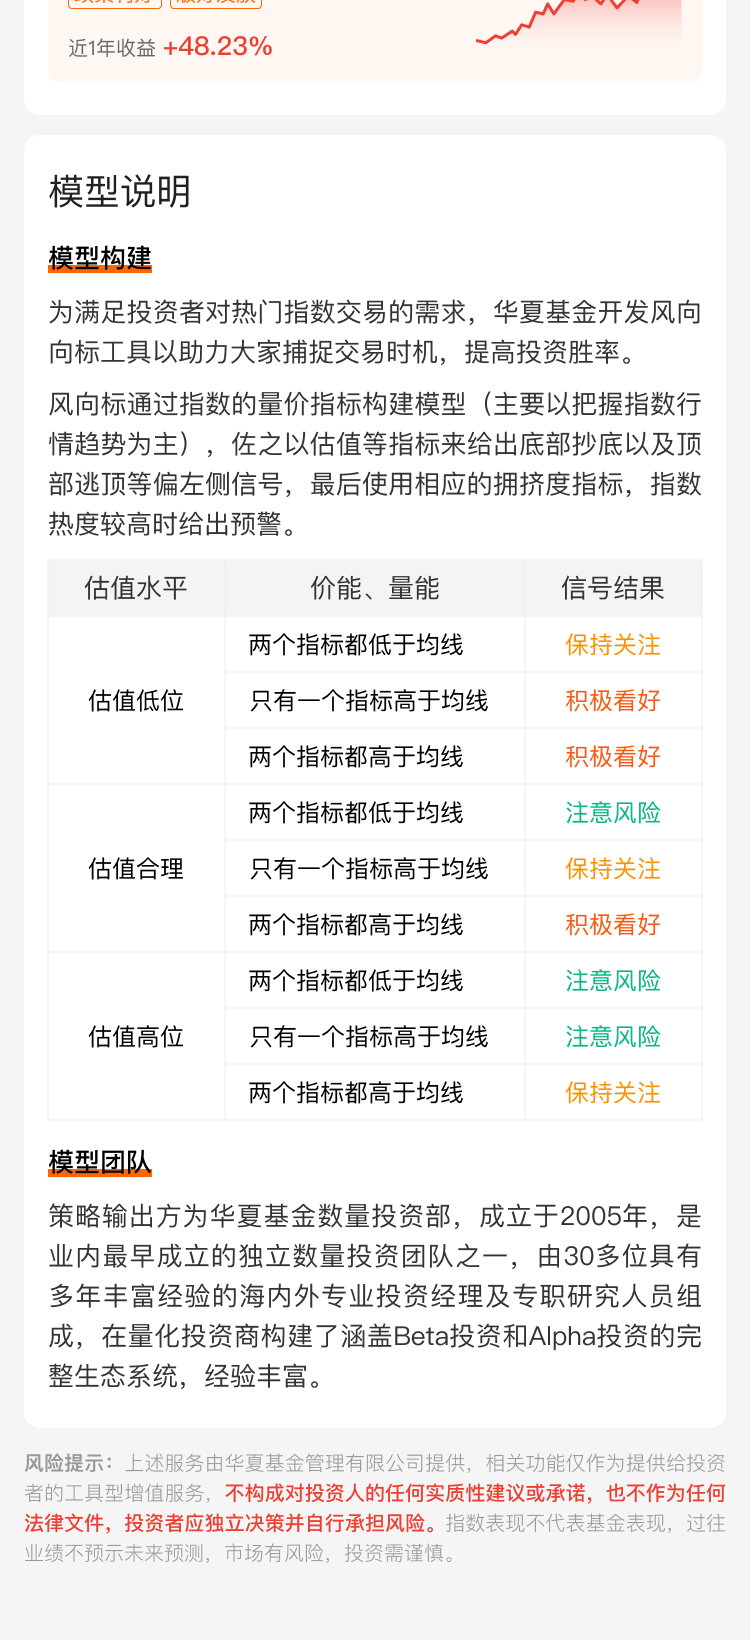 近1年收益 +48.23%
模型说明
模型构建
为满足投资者对热门指数交易的需求，华夏基金开发风向
向标工具以助力大家捕捉交易时机，提高投资胜率。
风向标通过指数的量价指标构建模型（主要以把握指数行
情趋势为主），佐之以估值等指标来给出底部抄底以及顶
部逃顶等偏左侧信号，最后使用相应的拥挤度指标，指数
热度较高时给出预警。
估值水平 价能、量能 信号结果
两个指标都低于均线 保持关注
估值低位 只有一个指标高于均线 积极看好
两个指标都高于均线 积极看好
两个指标都低于均线 注意风险
估值合理 只有一个指标高于均线 保持关注
两个指标都高于均线 积极看好
两个指标都低于均线 注意风险
估值高位 只有一个指标高于均线 注意风险
两个指标都高于均线 保持关注
模型团队
策略输出方为华夏基金数量投资部，成立于2005年，是
业内最早成立的独立数量投资团队之一，由30多位具有
多年丰富经验的海内外专业投资经理及专职研究人员组
成，在量化投资商构建了涵盖Beta投资和Alpha投资的完
整生态系统，经验丰富。
风险提示：上述服务由华夏基金管理有限公司提供，相关功能仅作为提供给投资
者的工具型增值服务，不构成对投资人的任何实质性建议或承诺，也不作为任何
法律文件，投资者应独立决策并自行承担风险。指数表现不代表基金表现，过往
业绩不预示未来预测，市场有风险，投资需谨慎。